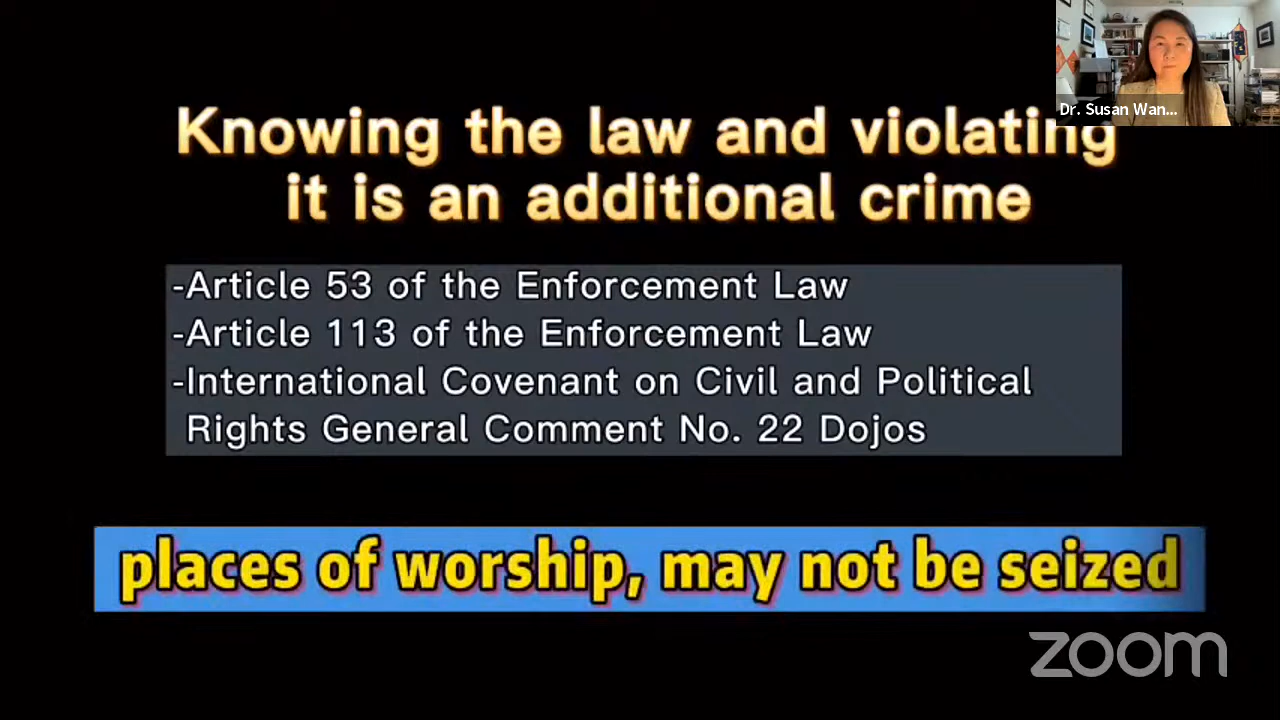 Dr. Susan Wan...
Knowing the law and violating
it is an additional crime
-Article 53 of the Enforcement Law
-Article 113 of the Enforcement Law
-International Covenant on Civil and Political
Rights General Comment No. 22 Dojos
places of worship, may not be seized
zoom